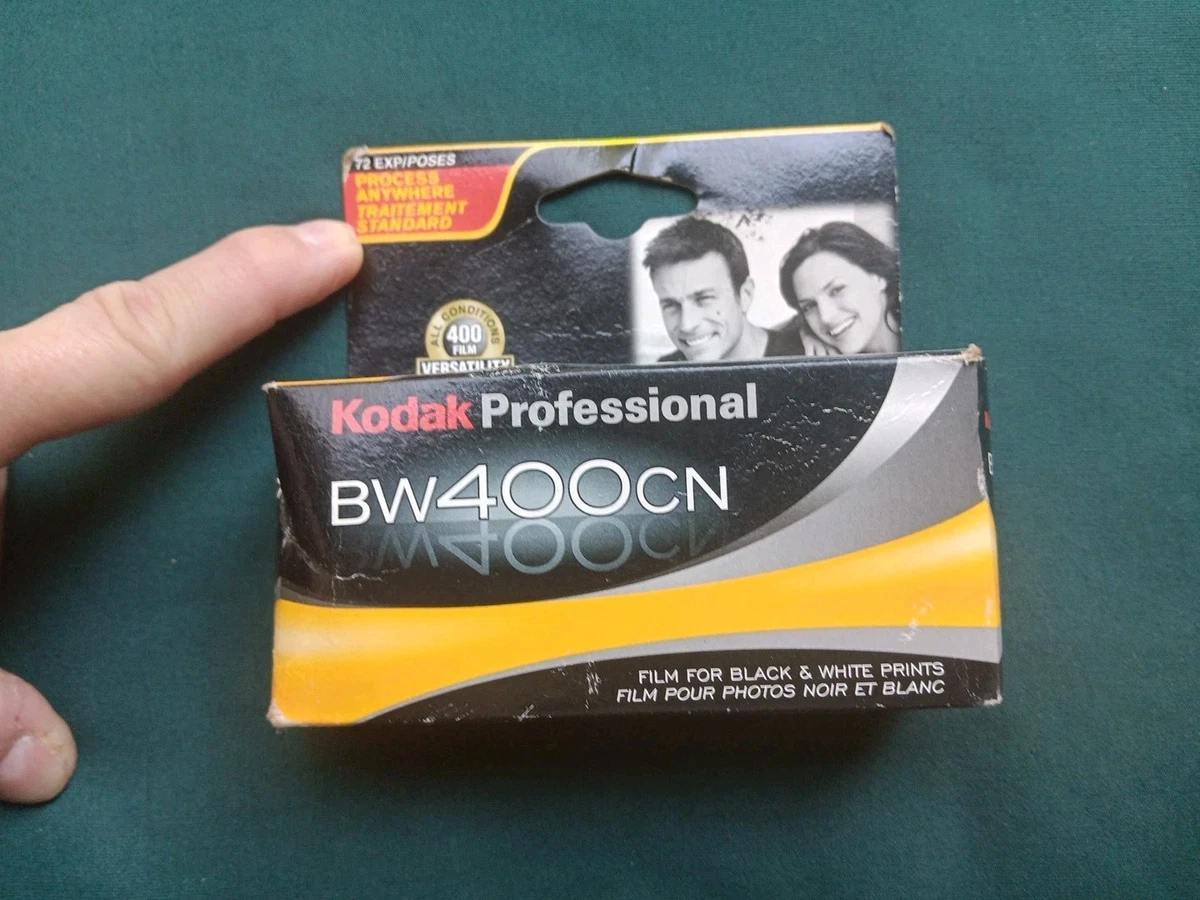 72 EXP/POSES
PROCESS
ANYWHERE
TRAITEMENT
STANDARD
ALL CONDITIONS
400
FILM
VERSATILITY
Kodak Professional
BW400CN
FILM FOR BLACK & WHITE PRINTS
FILM POUR PHOTOS NOIR ET BLANC